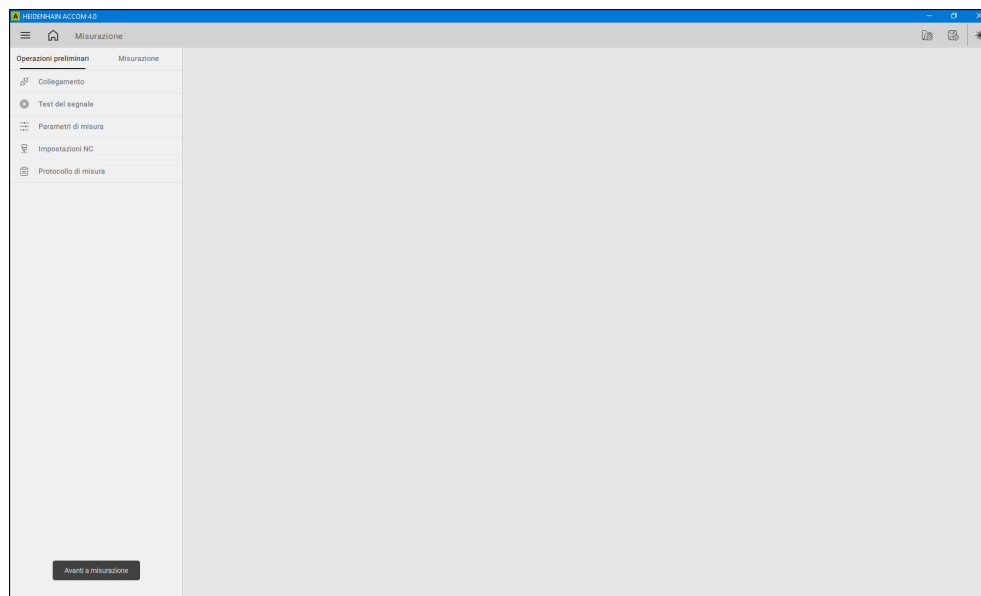 A HEIDENHAIN ACCOM 4.0
Misurazione
Operazioni preliminari Misurazione
Collegamento
Test del segnale
Parametri di misura
Impostazioni NC
Protocollo di misura
Avanti a misurazione